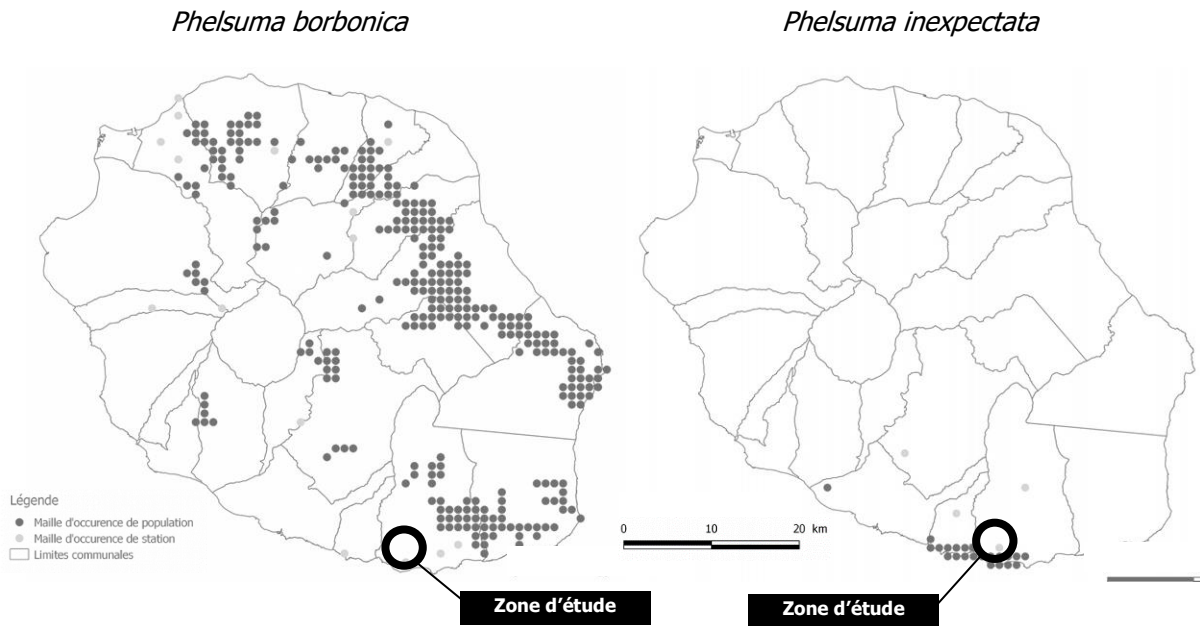 Phelsuma borbonica
Phelsuma inexpectata
Légende
Maille d'occurence de population
Maille d'occurence de station
Limites communales
0 10 20 km
Zone d'étude
Zone d'étude